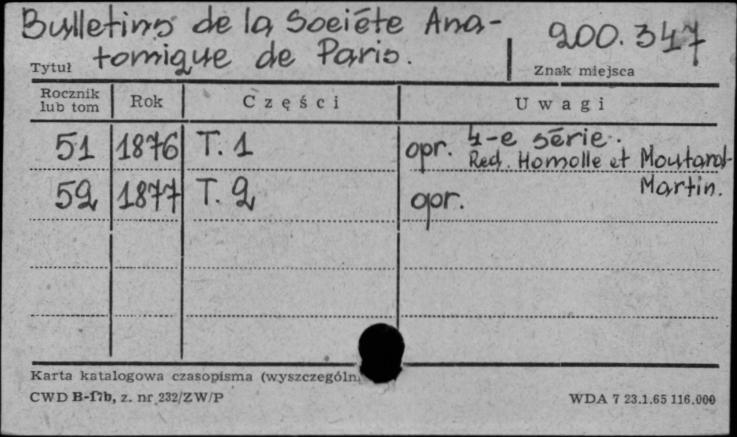 Bulletins de la Société Ana-
tomique de Paris.
200.347
Tytuł
Znak miejsca
Rocznik lub tom | Rok | Części | Uwagi
51 | 1876 | T. 1 | opr. 4-e série.
Red. Homolle et Moutard-
Martin.
52 | 1877 | T. 2 | opr.
Karta katalogowa czasopisma (wyszczególn
CWD B-17b, z. nr 232/ZW/P
WDA 7 23.1.65 116.000